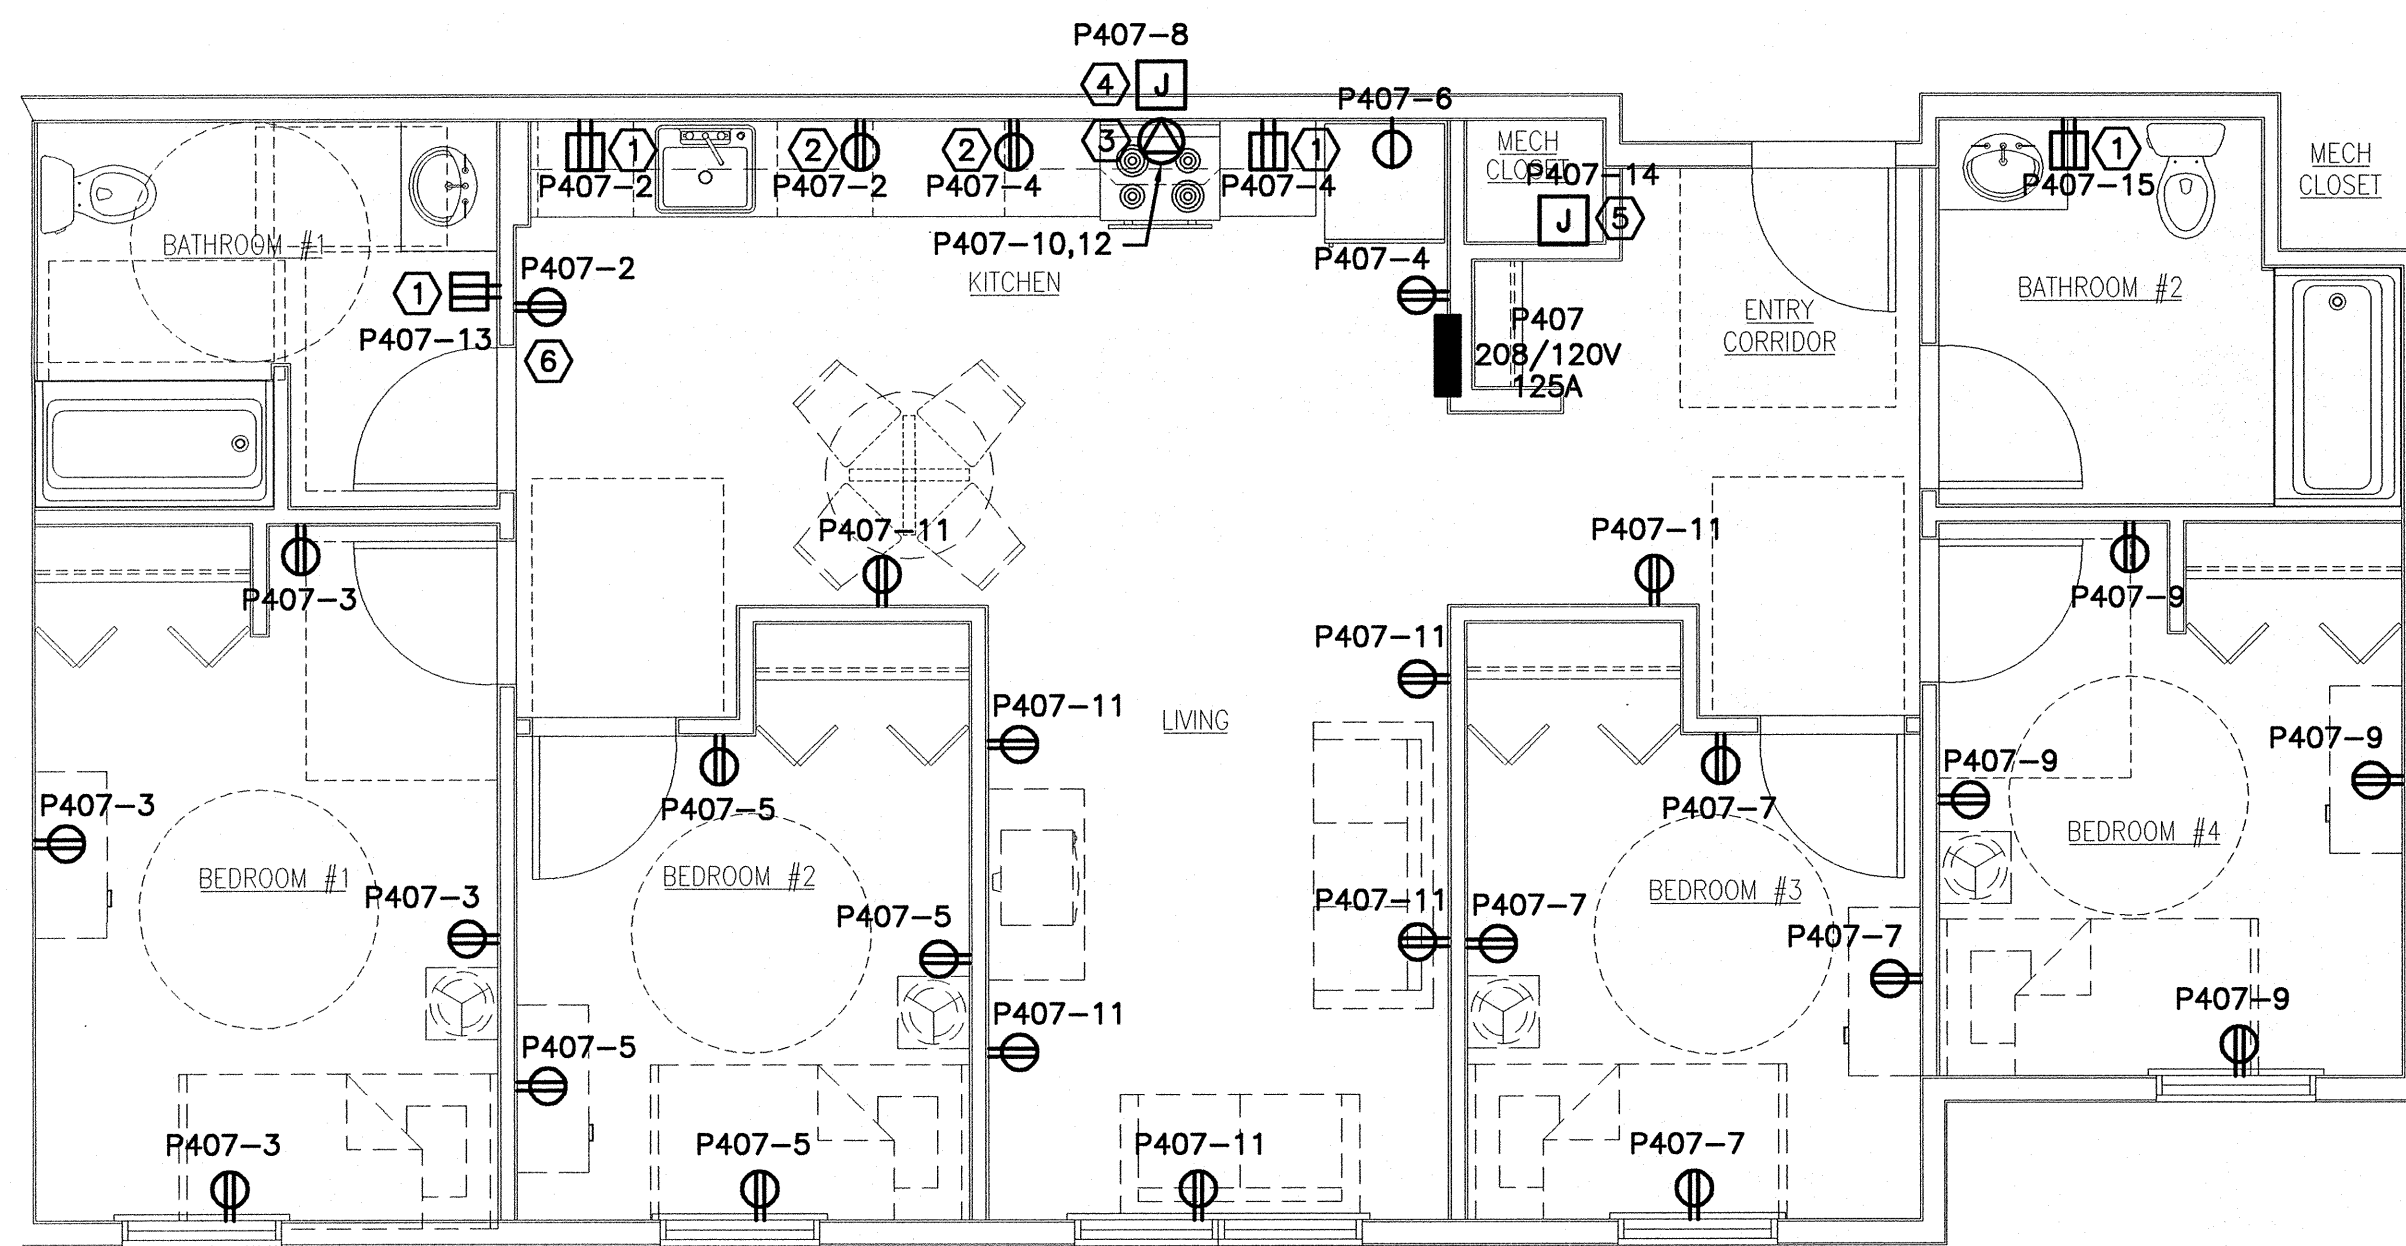 P407-8
4
J
P407-6
1
2
2
3
1
MECH
CLOSET
1
MECH
CLOSET
P407-2
P407-2
P407-4
P407-4
P407-14
P407-15
J
5
BATHROOM #1
P407-10,12
KITCHEN
P407-2
P407-4
1
BATHROOM #2
P407-13
6
P407
208/120V
125A
ENTRY
CORRIDOR
P407-11
P407-11
P407-3
P407-9
P407-11
P407-11
LIVING
P407-9
P407-9
P407-3
P407-5
P407-7
BEDROOM #4
BEDROOM #1
BEDROOM #2
BEDROOM #3
P407-3
P407-5
P407-11
P407-7
P407-7
P407-9
P407-11
P407-5
P407-3
P407-5
P407-11
P407-7